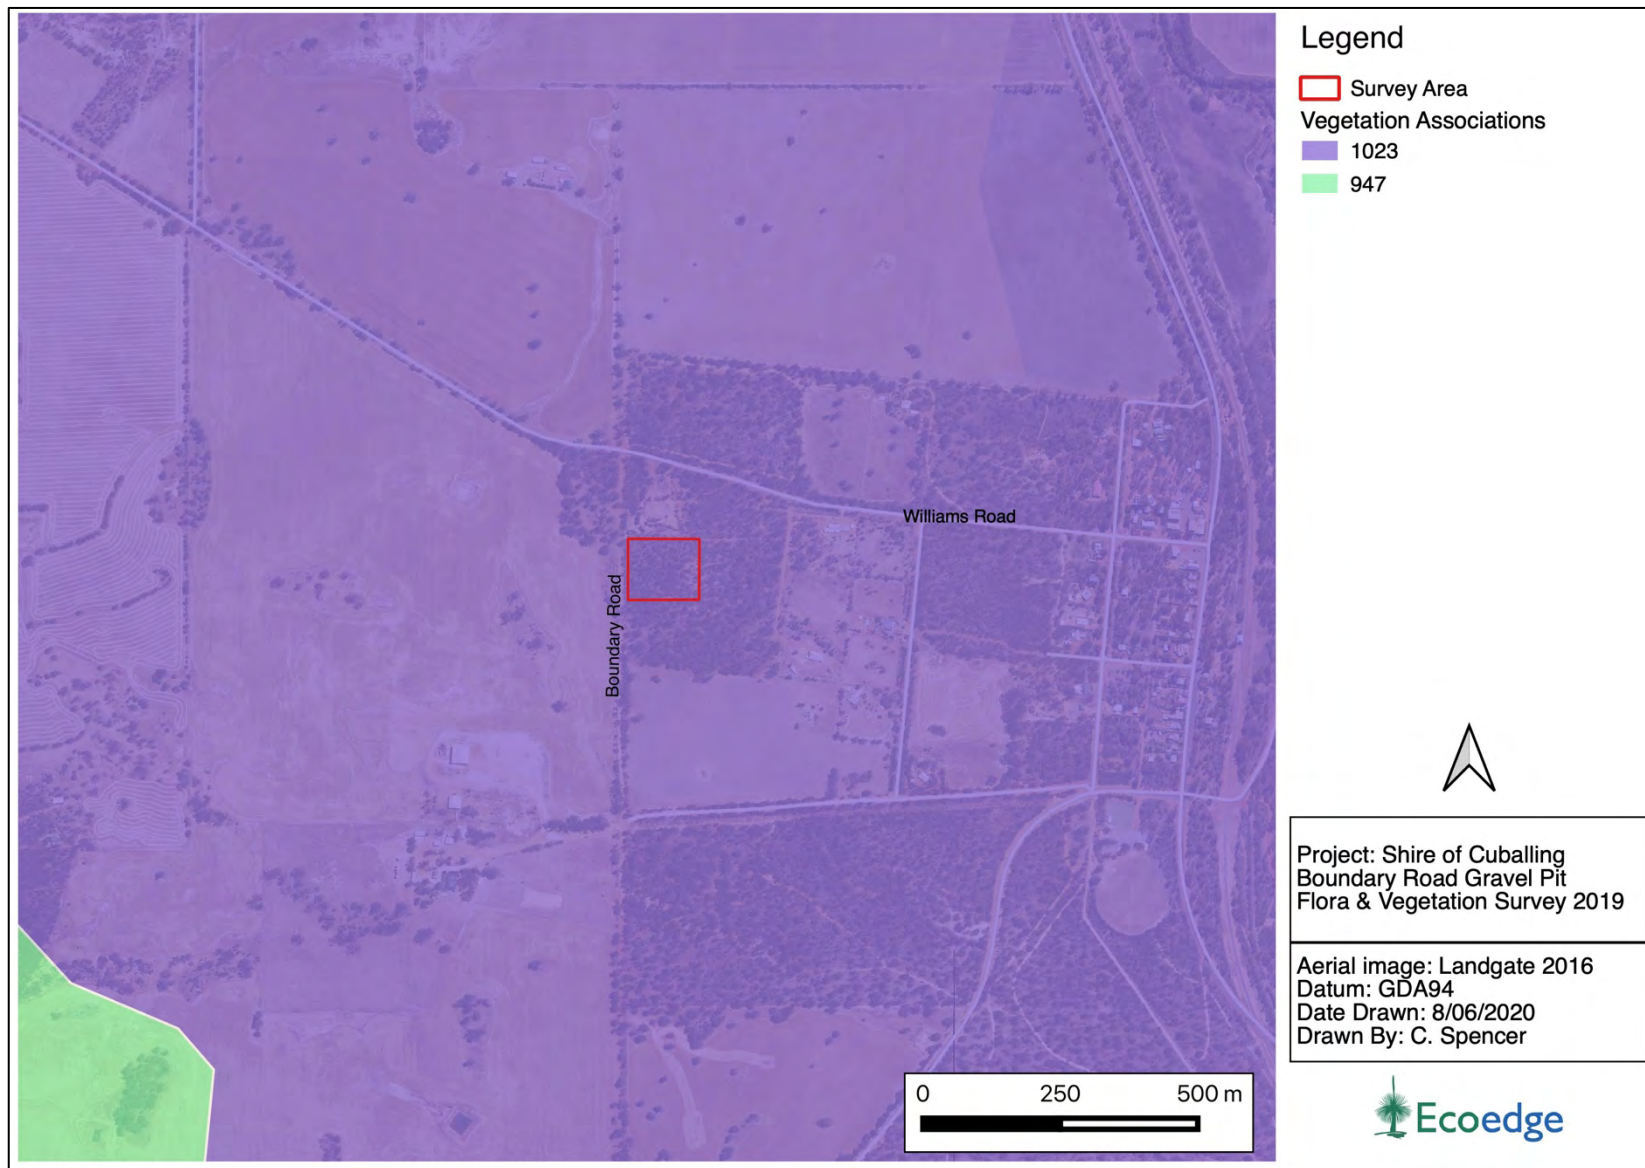 Legend
Survey Area
Vegetation Associations
1023
947
Williams Road
Boundary Road
Project: Shire of Cuballing
Boundary Road Gravel Pit
Flora & Vegetation Survey 2019
Aerial image: Landgate 2016
Datum: GDA94
Date Drawn: 8/06/2020
Drawn By: C. Spencer
0 250 500 m
Ecoedge